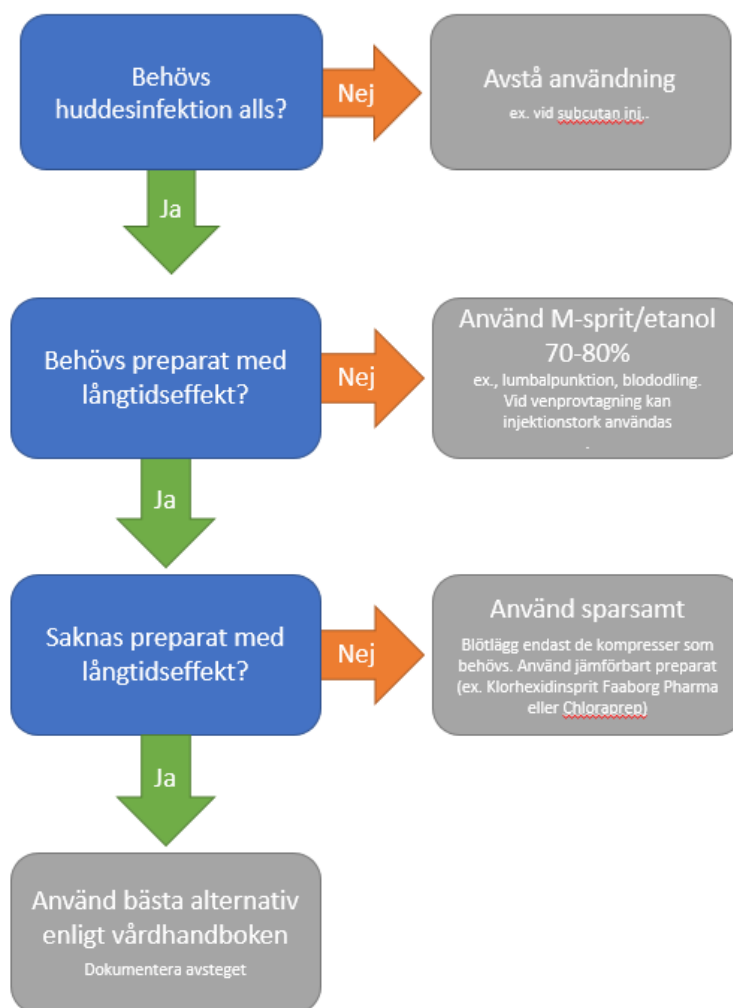 Behövs
huddesinfektion alls?
Nej
Avstå användning
ex. vid subcutan inj..
Ja
Behövs preparat med
långtidseffekt?
Nej
Använd M-sprit/etanol
70-80%
ex., lumbalpunktion, blododling.
Vid venprovtagning kan
injektionstork användas
.
Ja
Saknas preparat med
långtidseffekt?
Nej
Använd sparsamt
Blötlägg endast de kompresser som
behövs. Använd jämförbart preparat
(ex. Klorhexidinsprit Faaborg Pharma
eller Chloraprep)
Ja
Använd bästa alternativ
enligt vårdhandboken
Dokumentera avsteget